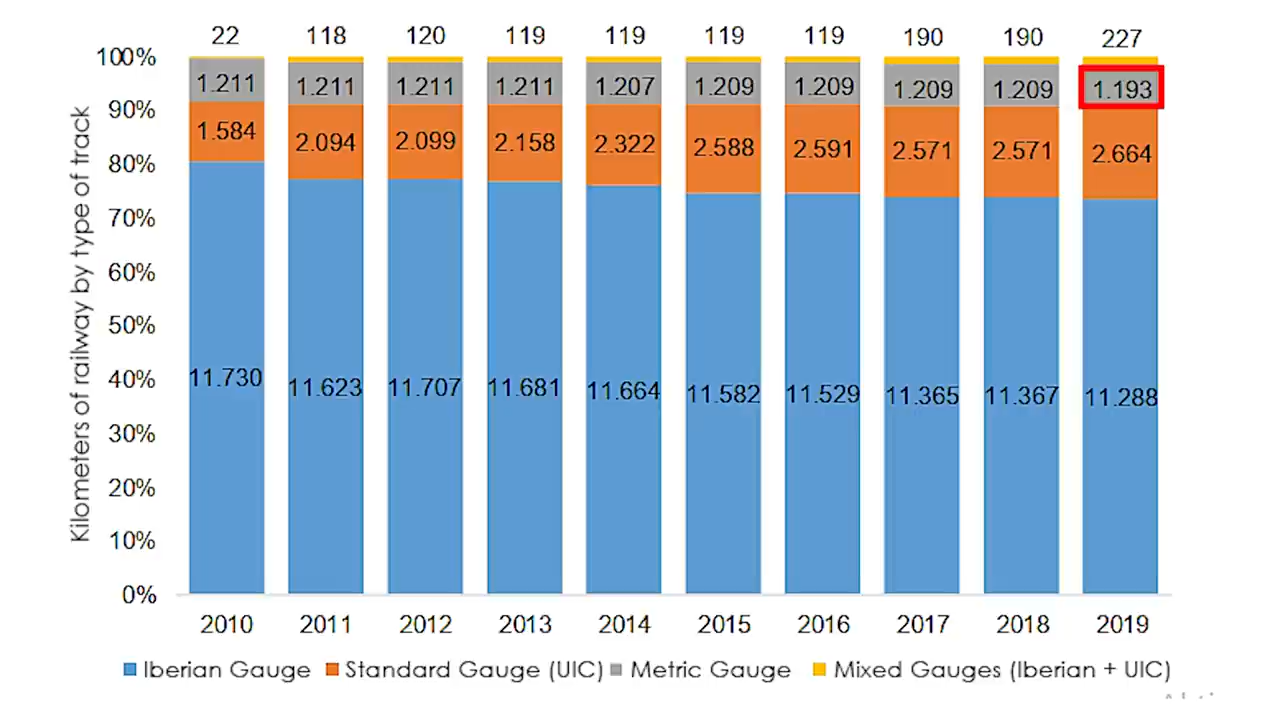 22 118 120 119 119 119 119 190 190 227
100%
90%
80%
70%
60%
50%
40%
30%
20%
10%
0%
Kilometers of railway by type of track
1.211 1.211 1.211 1.211 1.207 1.209 1.209 1.209 1.209 1.193
1.584 2.094 2.099 2.158 2.322 2.588 2.591 2.571 2.571 2.664
11.730 11.623 11.707 11.681 11.664 11.582 11.529 11.365 11.367 11.288
2010 2011 2012 2013 2014 2015 2016 2017 2018 2019
Iberian Gauge Standard Gauge (UIC) Metric Gauge Mixed Gauges (Iberian + UIC)